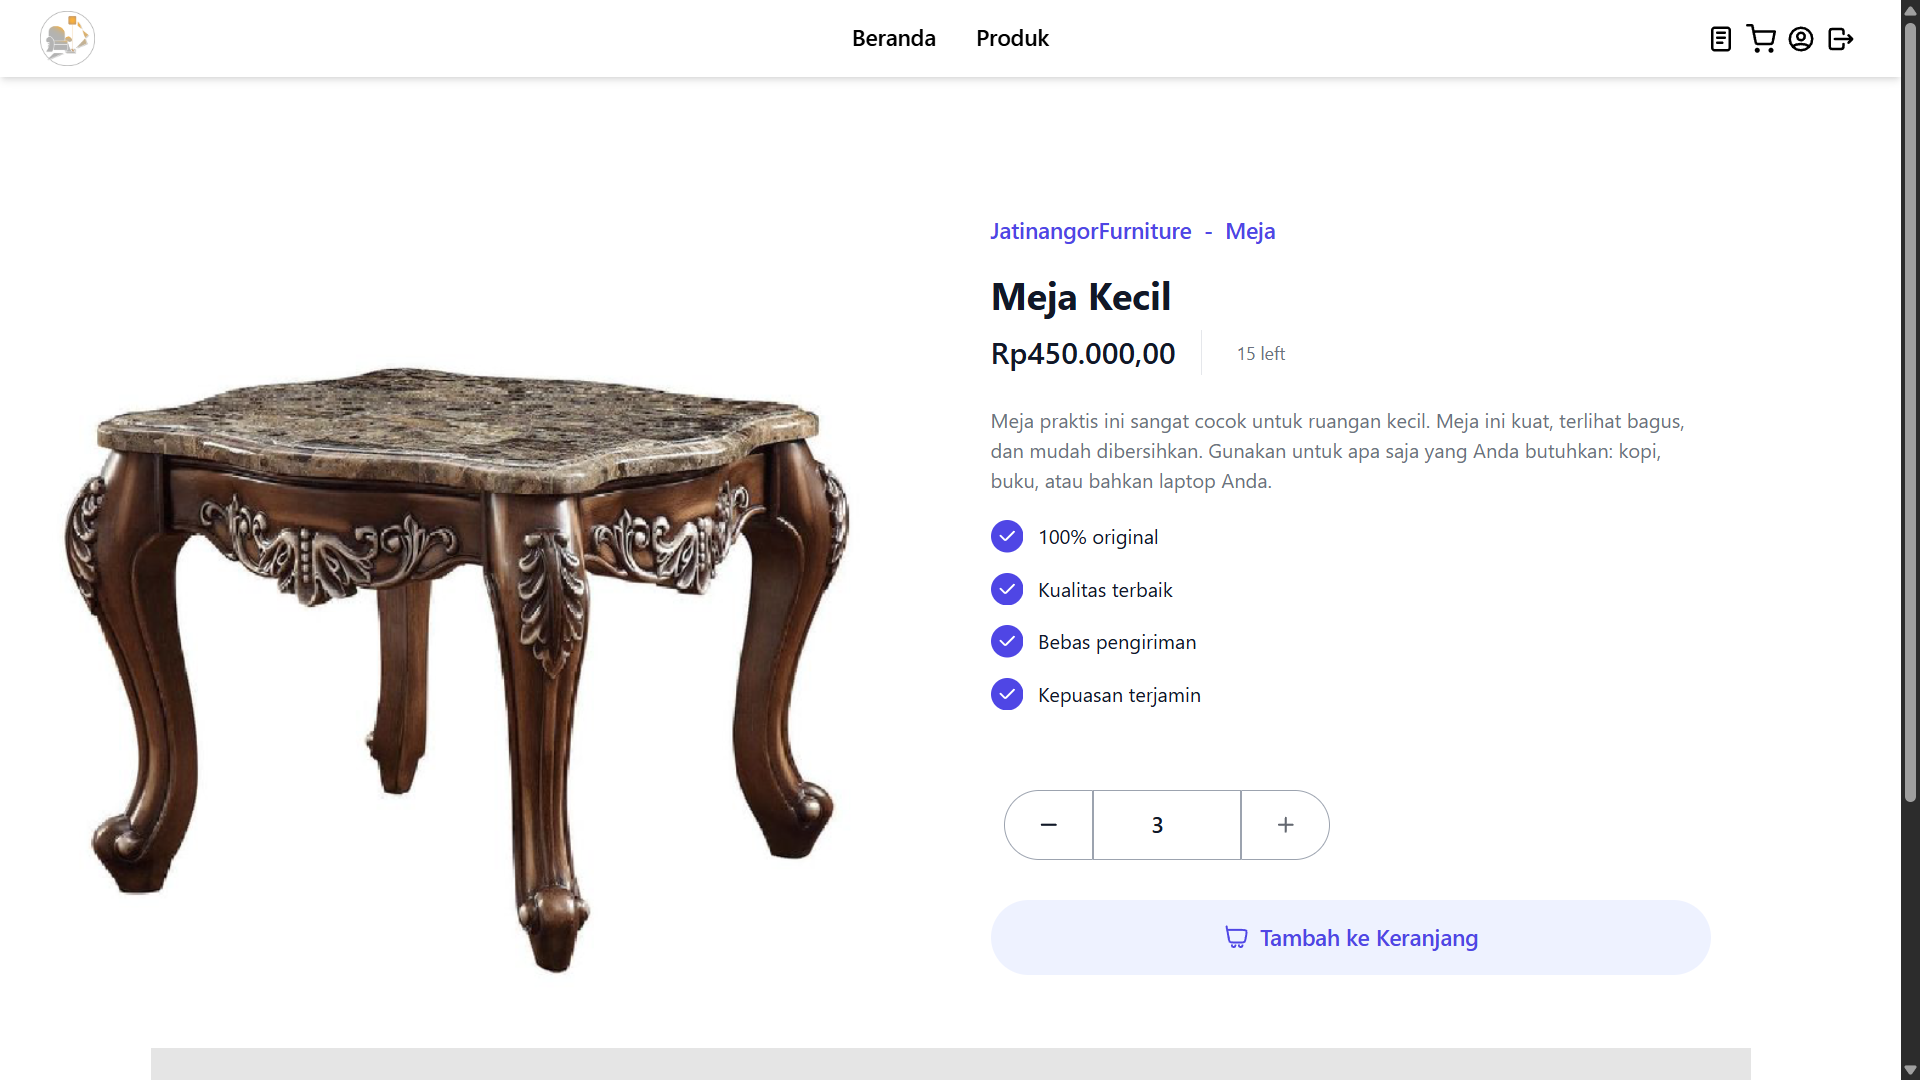 Beranda
Produk
JatinangorFurniture - Meja
Meja Kecil
Rp450.000,00
15 left
Meja praktis ini sangat cocok untuk ruangan kecil. Meja ini kuat, terlihat bagus,
dan mudah dibersihkan. Gunakan untuk apa saja yang Anda butuhkan: kopi,
buku, atau bahkan laptop Anda.
100% original
Kualitas terbaik
Bebas pengiriman
Kepuasan terjamin
3
Tambah ke Keranjang